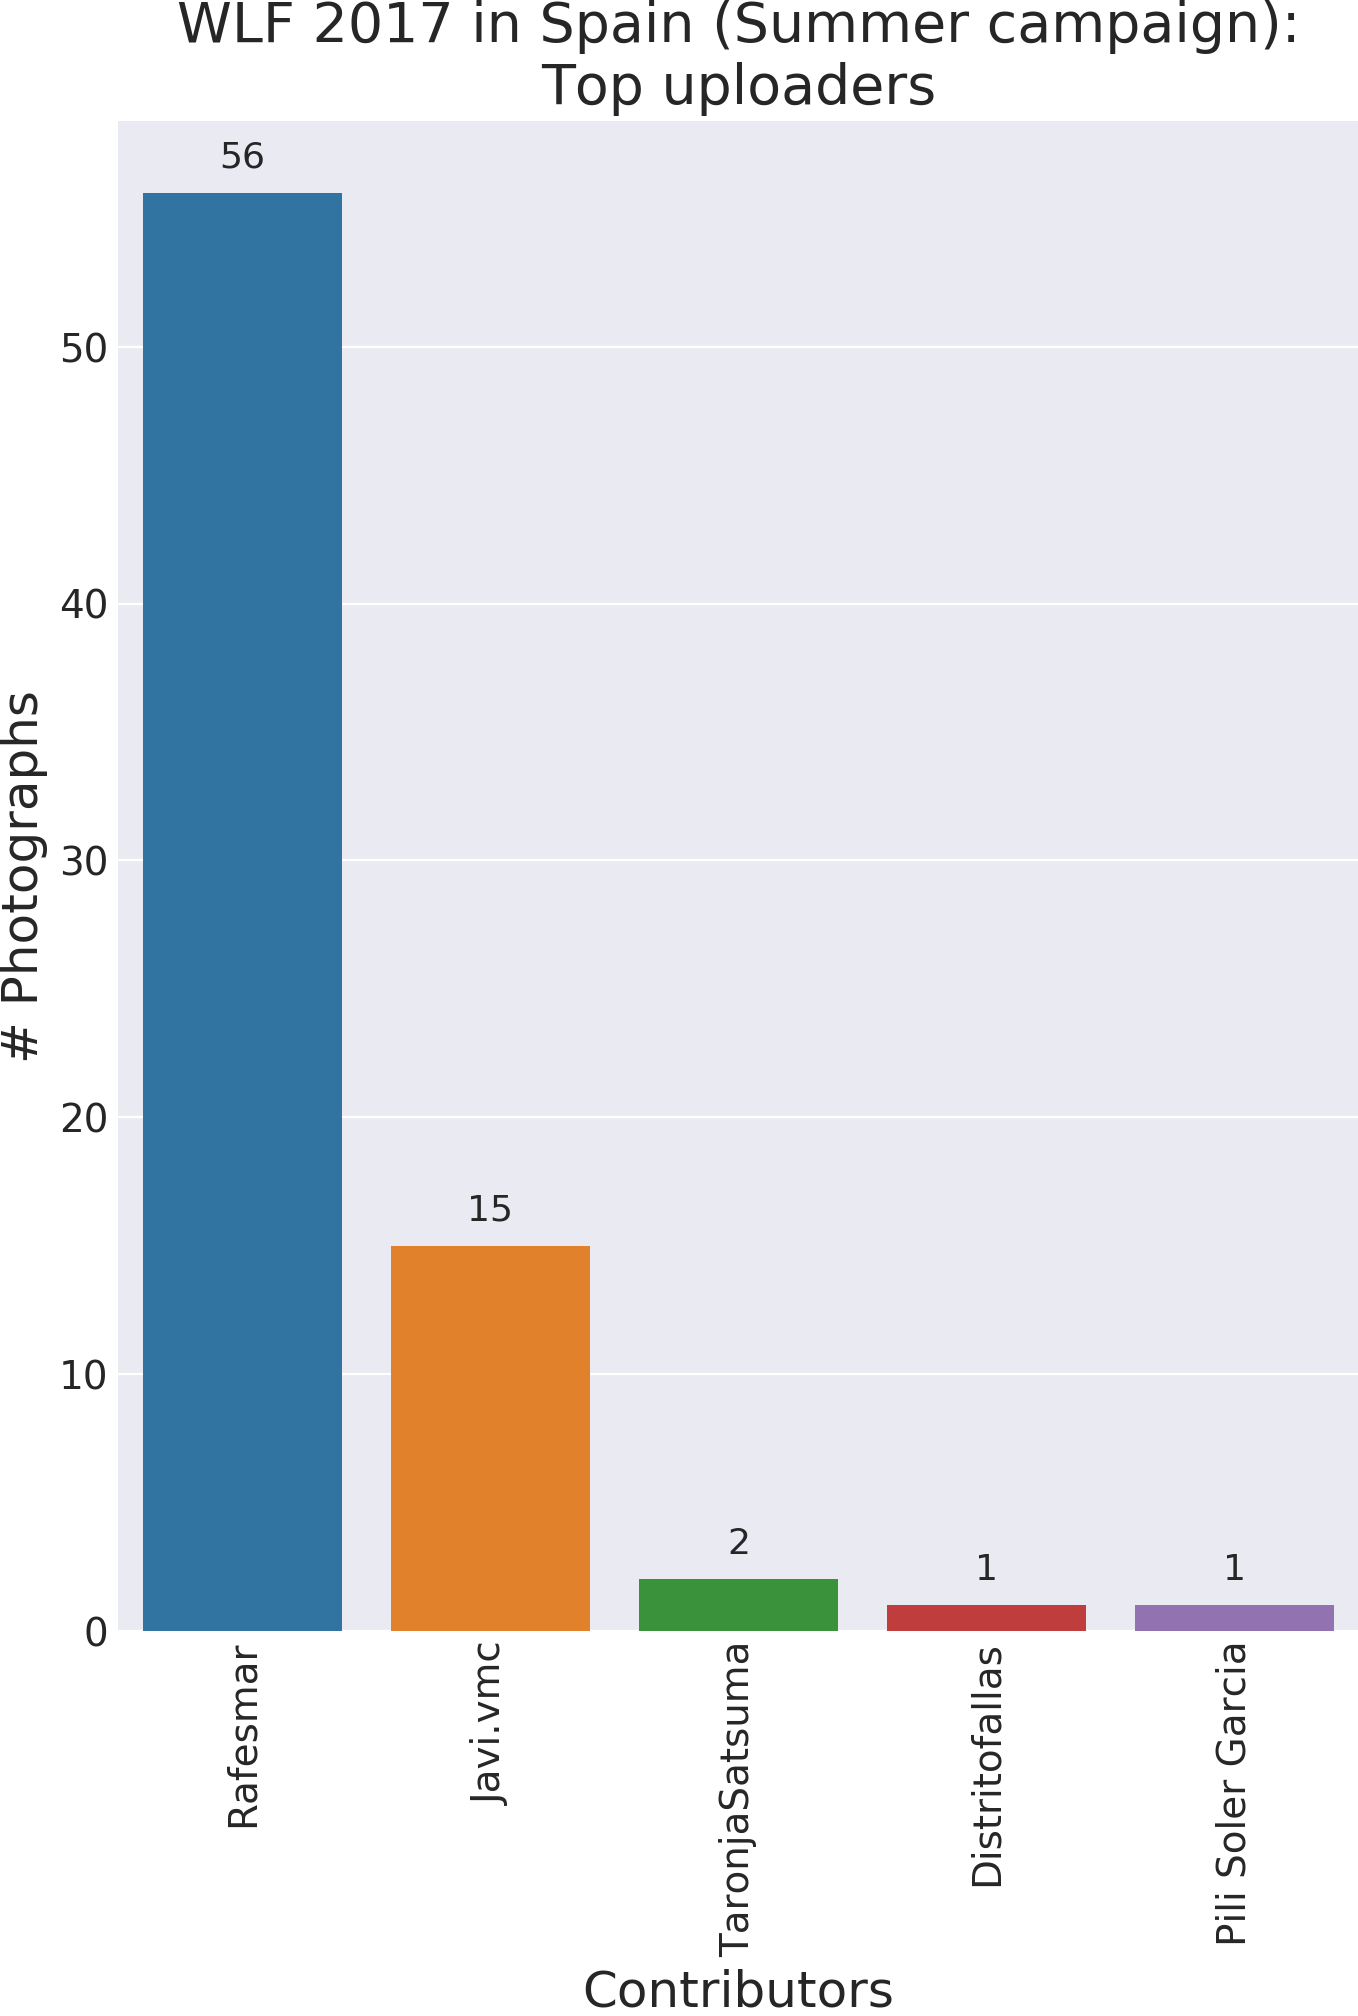 WLF 2017 in Spain (Summer campaign):
Top uploaders
56
50
40
30
20
15
10
2
1
1
0
# Photographs
Rafesmar
Javi.vmc
TaronjaSatsuma
Distritofallas
Pili Soler Garcia
Contributors